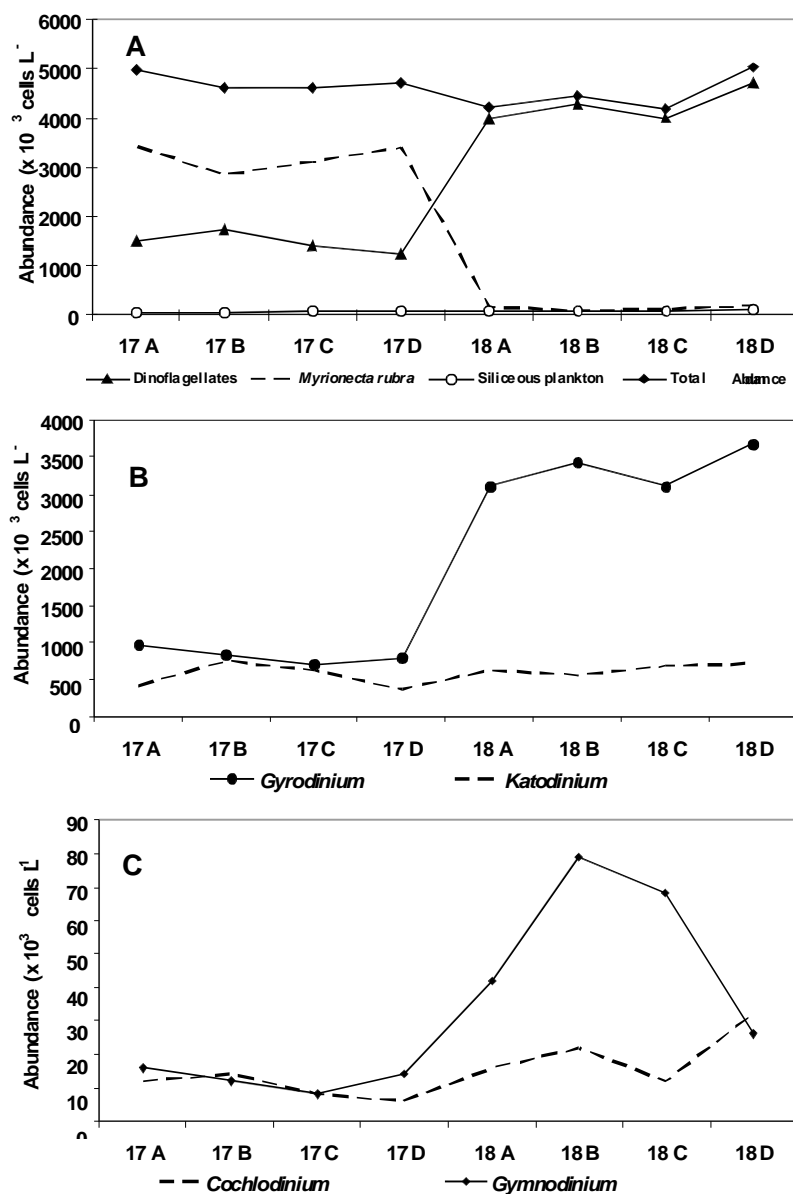 A
Abundance (x 10 3 cells L -
6000
5000
4000
3000
2000
1000
0
17 A 17 B 17 C 17 D 18 A 18 B 18 C 18 D
Dinoflagellates Myrionecta rubra Siliceous plankton Total
B
Abundance (x 10 3 cells L -
4000
3500
3000
2500
2000
1500
1000
500
0
17 A 17 B 17 C 17 D 18 A 18 B 18 C 18 D
Gyrodinium Katodinium
C
Abundance (x10³ cells L¹
90
80
70
60
50
40
30
20
10
0
17 A 17 B 17 C 17 D 18 A 18 B 18 C 18 D
Cochlodinium Gymnodinium